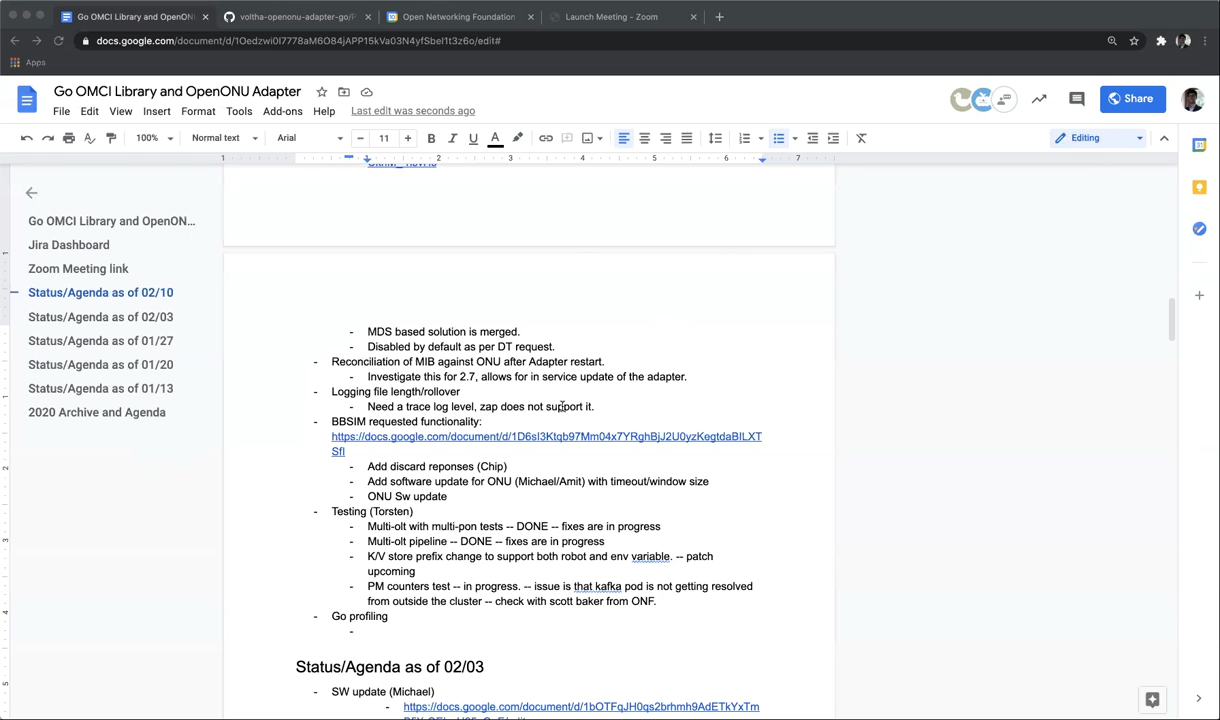 Go OMCI Library and OpenONU
voltha-openonu-adapter-go/P
Open Networking Foundation
Launch Meeting - Zoom
docs.google.com/document/d/1Oedzwi0I7778aM6O84jAPP15kVa03N4yfSbeI1t3z6o/edit#
Apps
Go OMCI Library and OpenONU Adapter
File Edit View Insert Format Tools Add-ons Help Last edit was seconds ago
Share
100% Normal text Arial 11 Editing
1 1 2 3 4 5 6 7
Go OMCI Library and OpenON...
Jira Dashboard
Zoom Meeting link
Status/Agenda as of 02/10
Status/Agenda as of 02/03
Status/Agenda as of 01/27
Status/Agenda as of 01/20
Status/Agenda as of 01/13
2020 Archive and Agenda
- MDS based solution is merged.
- Disabled by default as per DT request.
- Reconciliation of MIB against ONU after Adapter restart.
- Investigate this for 2.7, allows for in service update of the adapter.
- Logging file length/rollover
- Need a trace log level, zap does not support it.
- BBSIM requested functionality:
https://docs.google.com/document/d/1D6sI3Ktqb97Mm04x7YRghBjJ2U0yzKegtdaBILXT
SfI
- Add discard reponses (Chip)
- Add software update for ONU (Michael/Amit) with timeout/window size
- ONU Sw update
- Testing (Torsten)
- Multi-olt with multi-pon tests -- DONE -- fixes are in progress
- Multi-olt pipeline -- DONE -- fixes are in progress
- K/V store prefix change to support both robot and env variable. -- patch
upcoming
- PM counters test -- in progress. -- issue is that kafka pod is not getting resolved
from outside the cluster -- check with scott baker from ONF.
- Go profiling
-
Status/Agenda as of 02/03
- SW update (Michael)
- https://docs.google.com/document/d/1bOTFqJH0qs2brhmh9AdETkYxTm